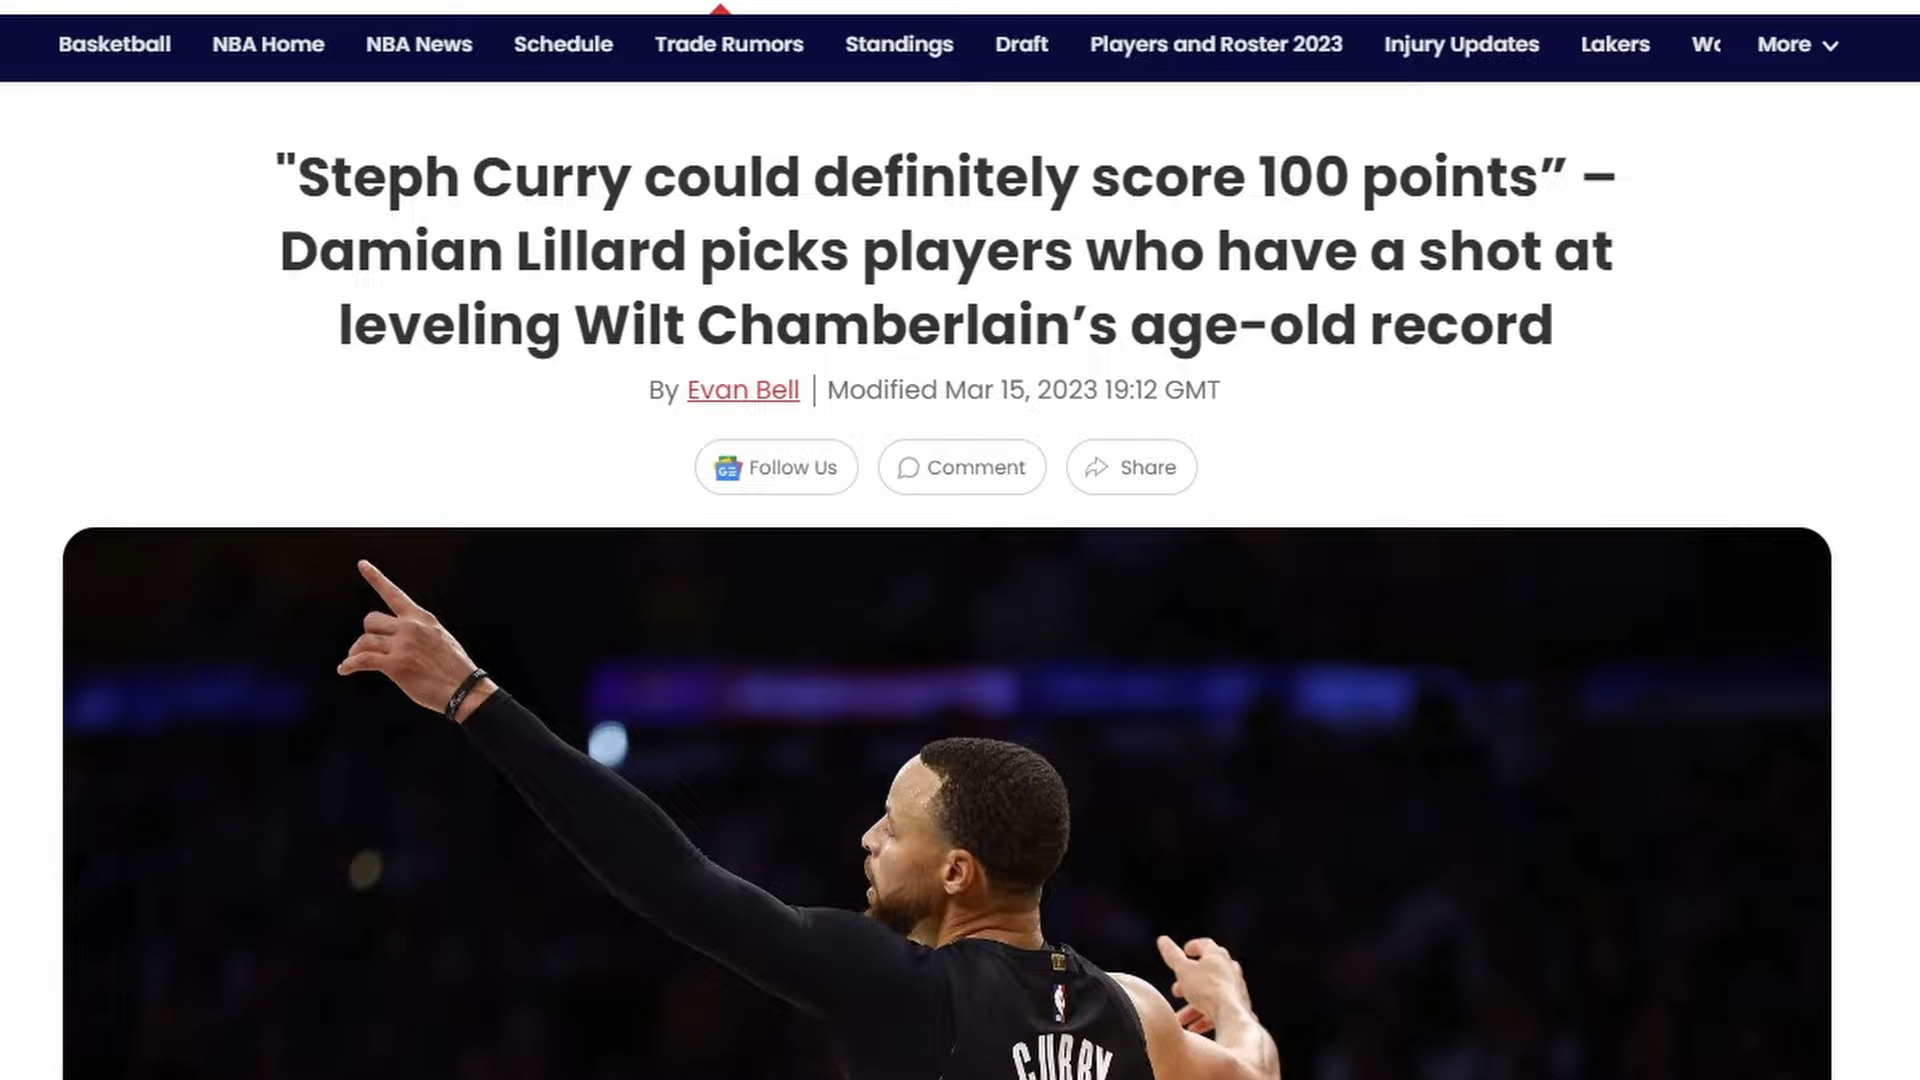 Basketball NBA Home NBA News Schedule Trade Rumors Standings Draft Players and Roster 2023 Injury Updates Lakers More
"Steph Curry could definitely score 100 points” –
Damian Lillard picks players who have a shot at
leveling Wilt Chamberlain’s age-old record
By Evan Bell | Modified Mar 15, 2023 19:12 GMT
Follow Us Comment Share
CURRY